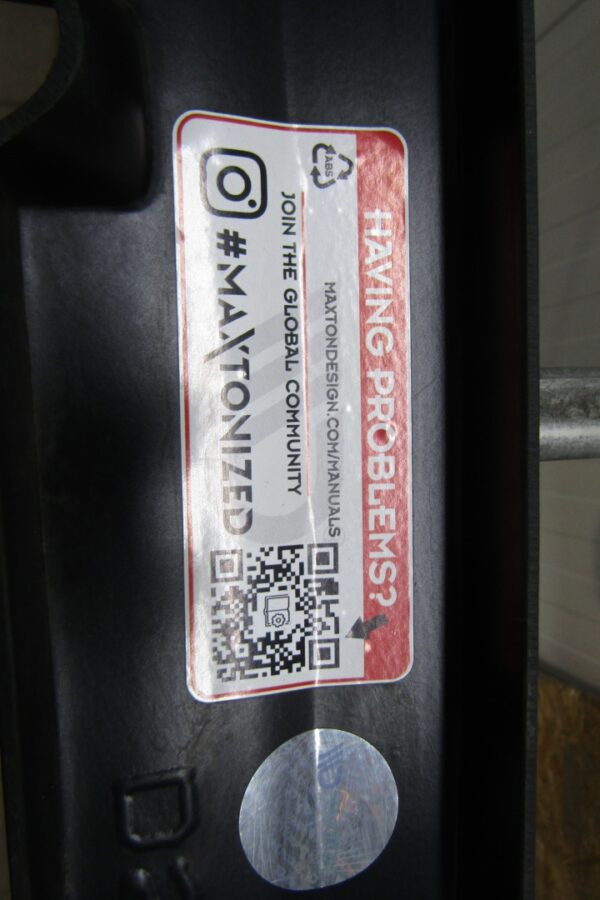 HAVING PROBLEMS?
MAXTONDESIGN.COM/MANUALS
ABS
JOIN THE GLOBAL COMMUNITY
#MAXTONIZED